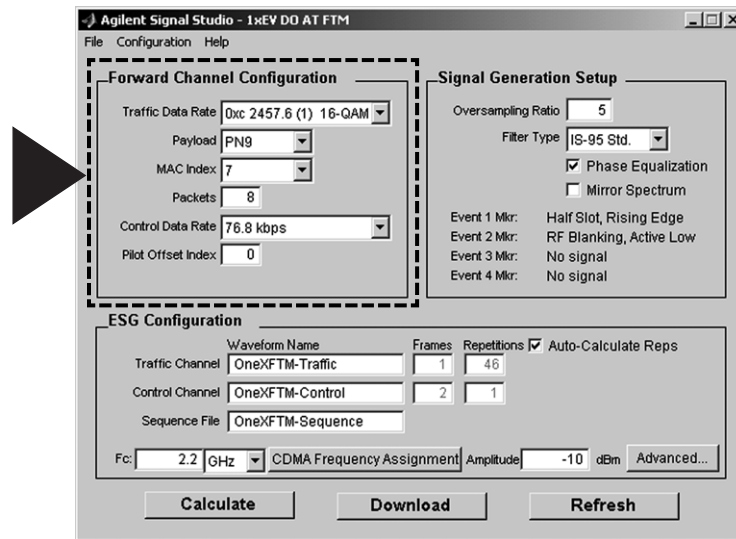 Agilent Signal Studio - 1xEV DO AT FTM
File Configuration Help
Forward Channel Configuration
Traffic Data Rate 0xc 2457.6 (1) 16-QAM
Payload PN9
MAC Index 7
Packets 8
Control Data Rate 76.8 kbps
Pilot Offset Index 0
Signal Generation Setup
Oversampling Ratio 5
Filter Type IS-95 Std.
Phase Equalization
Mirror Spectrum
Event 1 Mkr: Half Slot, Rising Edge
Event 2 Mkr: RF Blanking, Active Low
Event 3 Mkr: No signal
Event 4 Mkr: No signal
ESG Configuration
Waveform Name Frames Repetitions Auto-Calculate Reps
Traffic Channel OneXFTM-Traffic 1 46
Control Channel OneXFTM-Control 2 1
Sequence File OneXFTM-Sequence
Fc: 2.2 GHz CDMA Frequency Assignment Amplitude -10 dBm Advanced...
Calculate Download Refresh